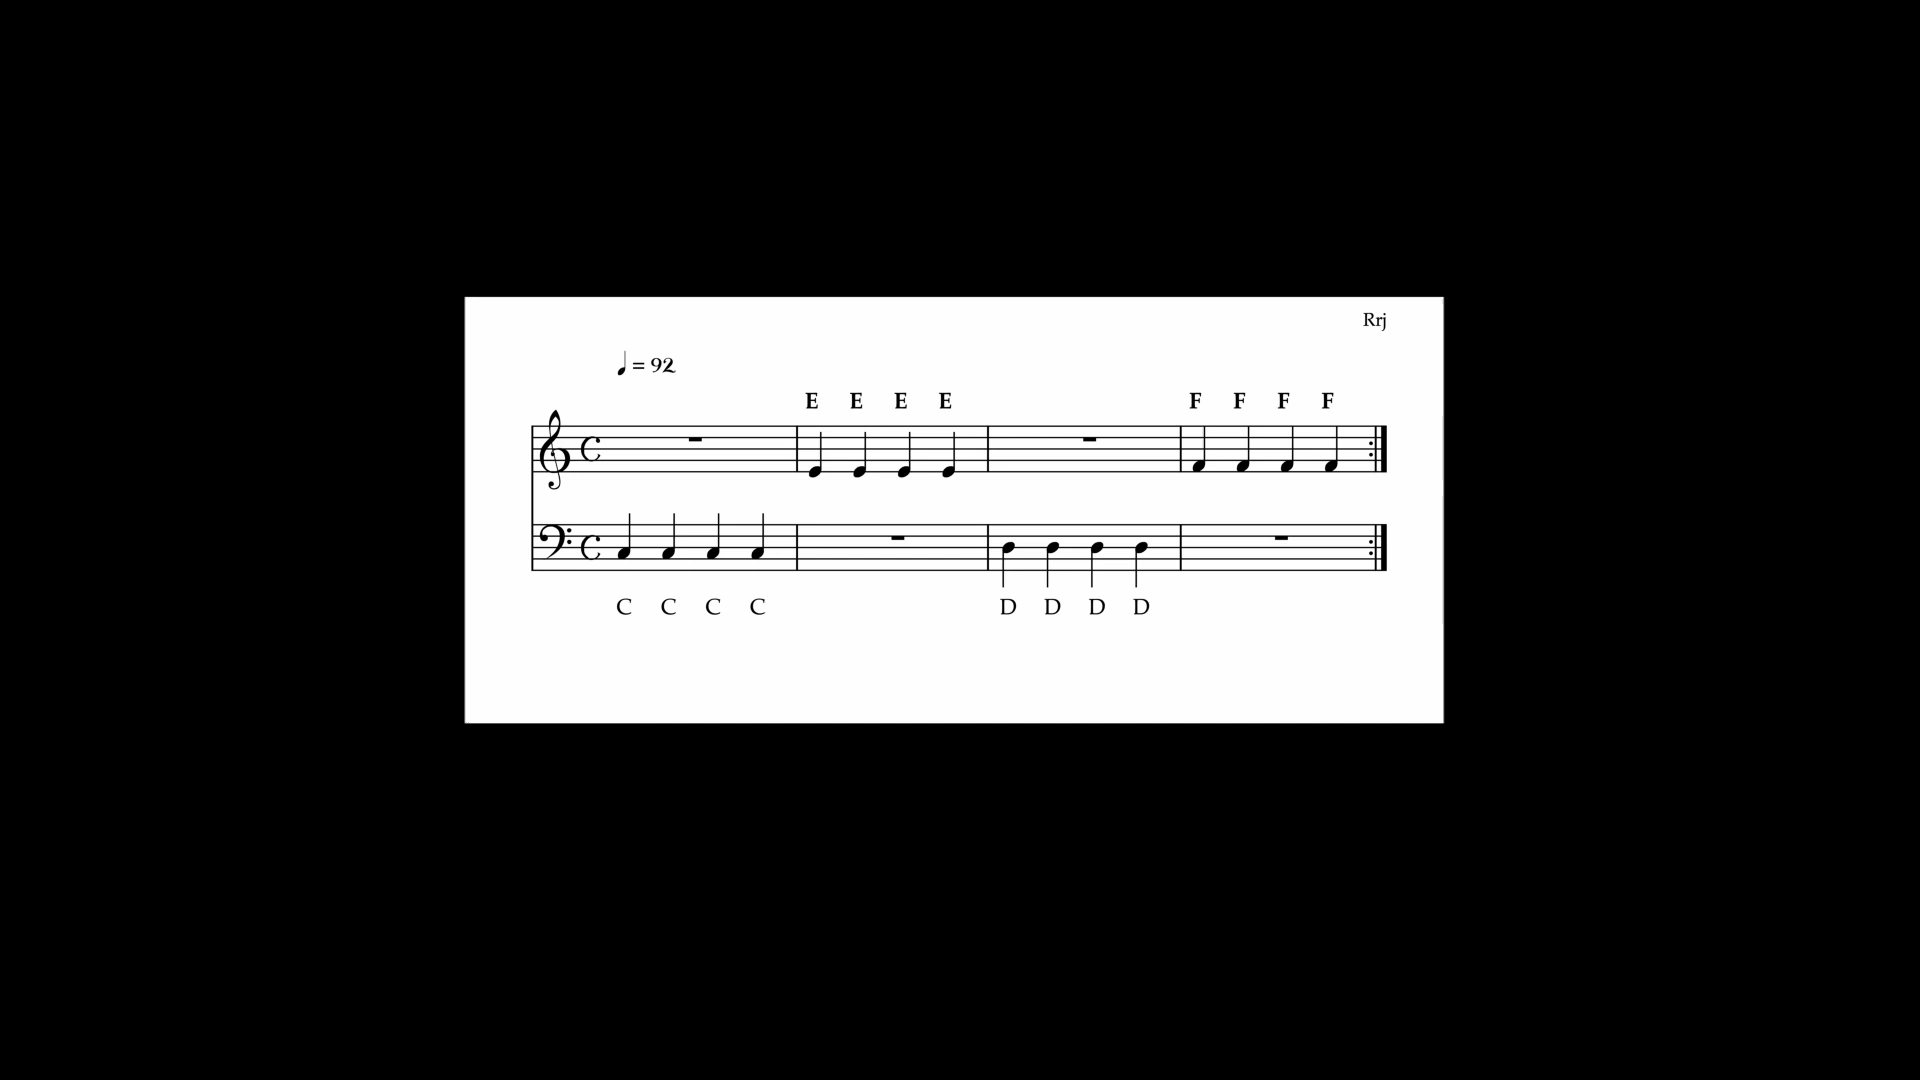 Rrj
♩ = 92
E E E E F F F F
C C C C D D D D